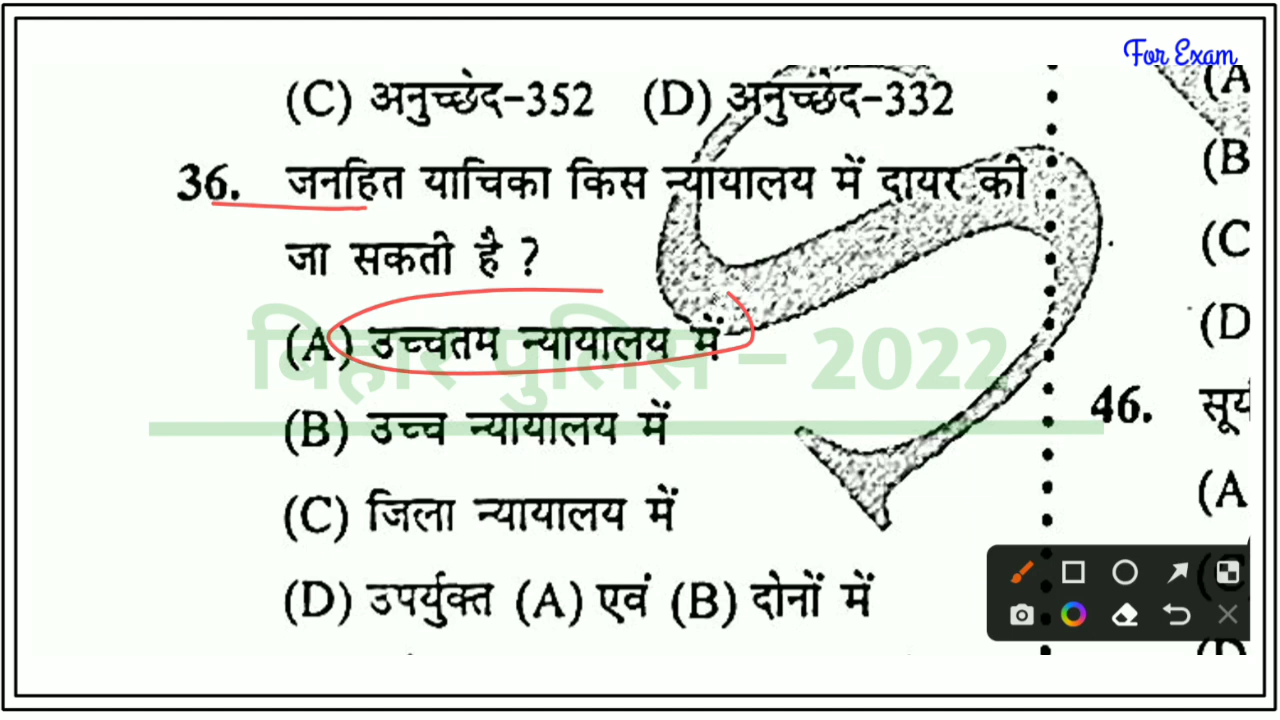 For Exam
(C) अनुच्छेद-352 (D) अनुच्छेद-332
36. जनहित याचिका किस न्यायालय में दायर की
जा सकती है ?
(A) उच्चतम न्यायालय में
(B) उच्च न्यायालय में
(C) जिला न्यायालय में
(D) उपर्युक्त (A) एवं (B) दोनों में
बिहार पुलिस – 2022
(A
(B
(C
(D
46.
(A